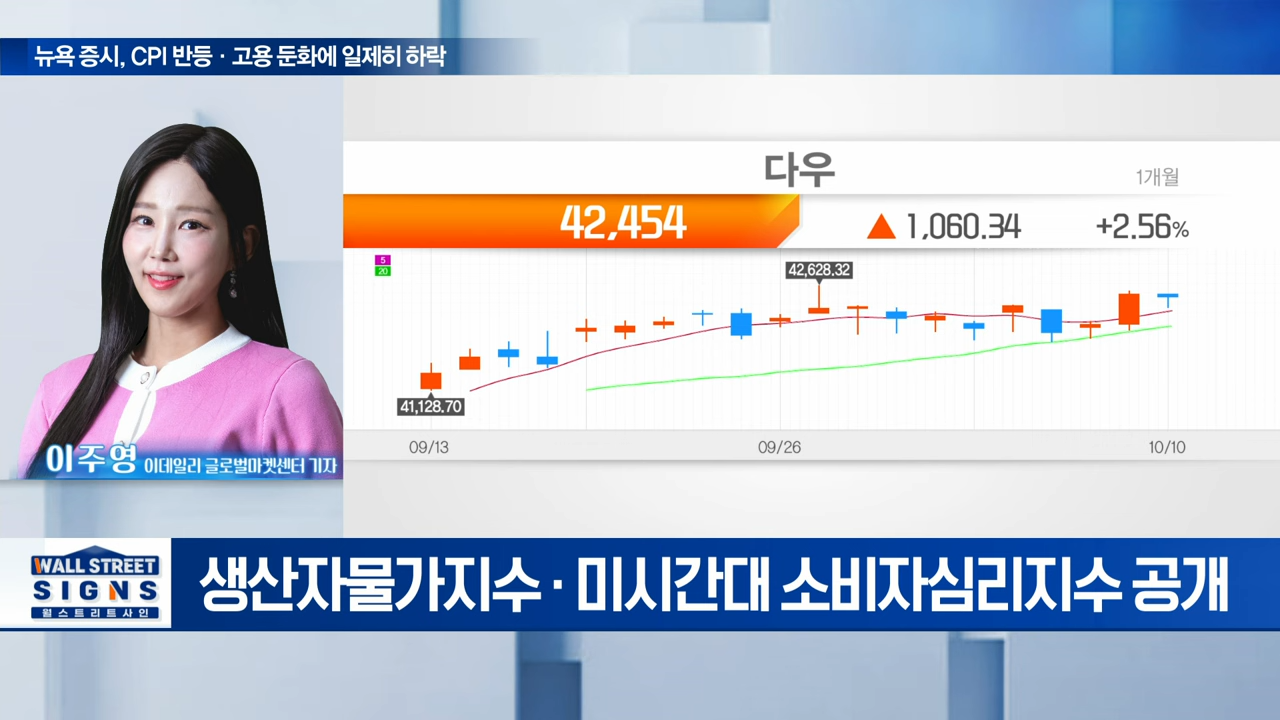 뉴욕 증시, CPI 반등 · 고용 둔화에 일제히 하락
다우
1개월
42,454
▲ 1,060.34
+2.56%
5
20
42,628.32
41,128.70
09/13
09/26
10/10
이주영 이데일리 글로벌마켓센터 기자
WALL STREET
SIGNS
월스트리트사인
생산자물가지수 · 미시간대 소비자심리지수 공개